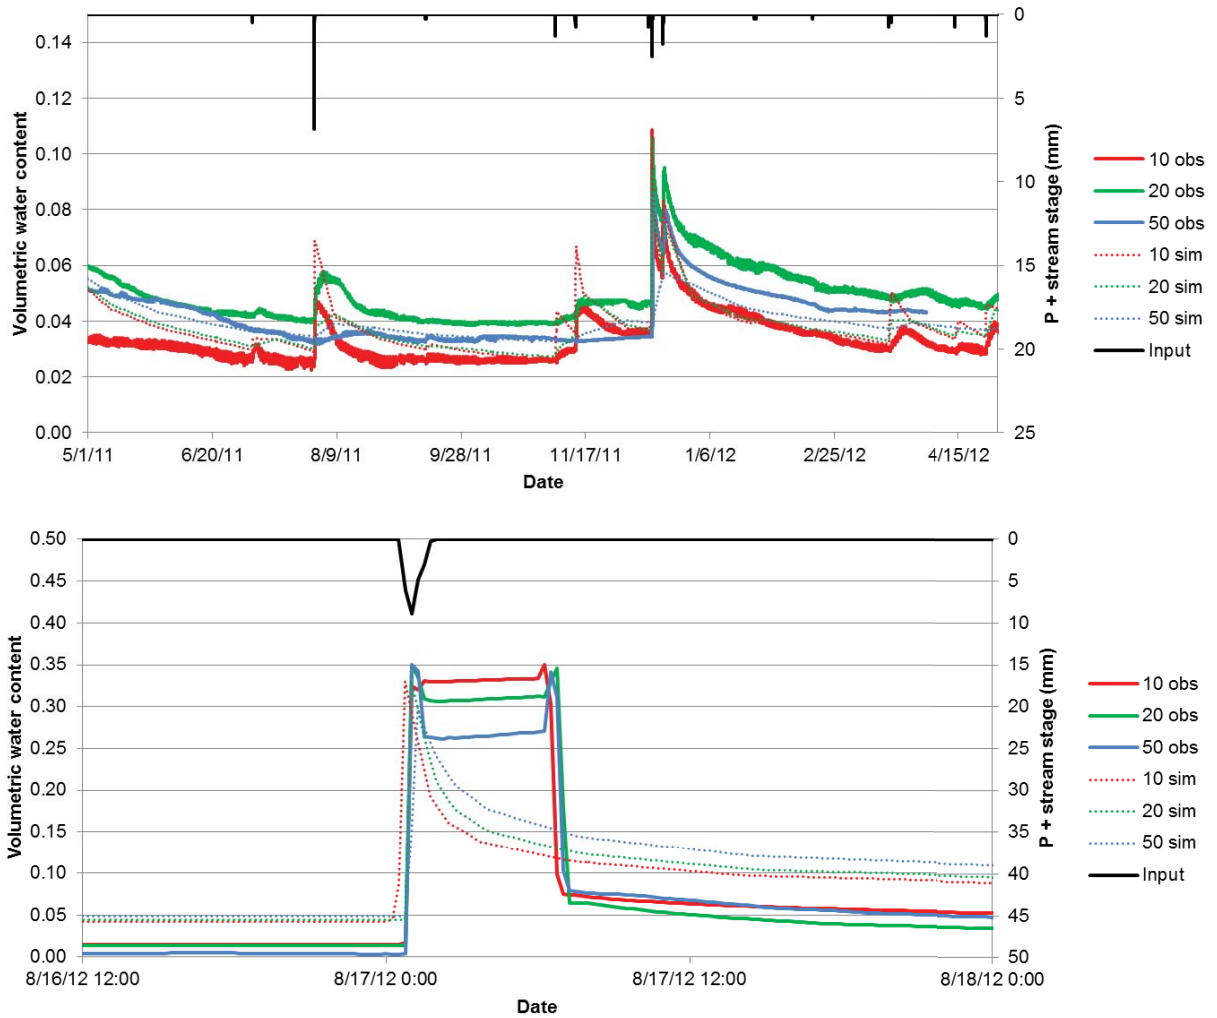 0.14
0.12
0.10
0.08
0.06
0.04
0.02
0.00
Volumetric water content
0
5
10
15
20
25
P + stream stage (mm)
5/1/11
6/20/11
8/9/11
9/28/11
11/17/11
1/6/12
2/25/12
4/15/12
Date
10 obs
20 obs
50 obs
10 sim
20 sim
50 sim
Input
0.50
0.45
0.40
0.35
0.30
0.25
0.20
0.15
0.10
0.05
0.00
Volumetric water content
0
5
10
15
20
25
30
35
40
45
50
P + stream stage (mm)
8/16/12 12:00
8/17/12 0:00
8/17/12 12:00
8/18/12 0:00
Date
10 obs
20 obs
50 obs
10 sim
20 sim
50 sim
Input